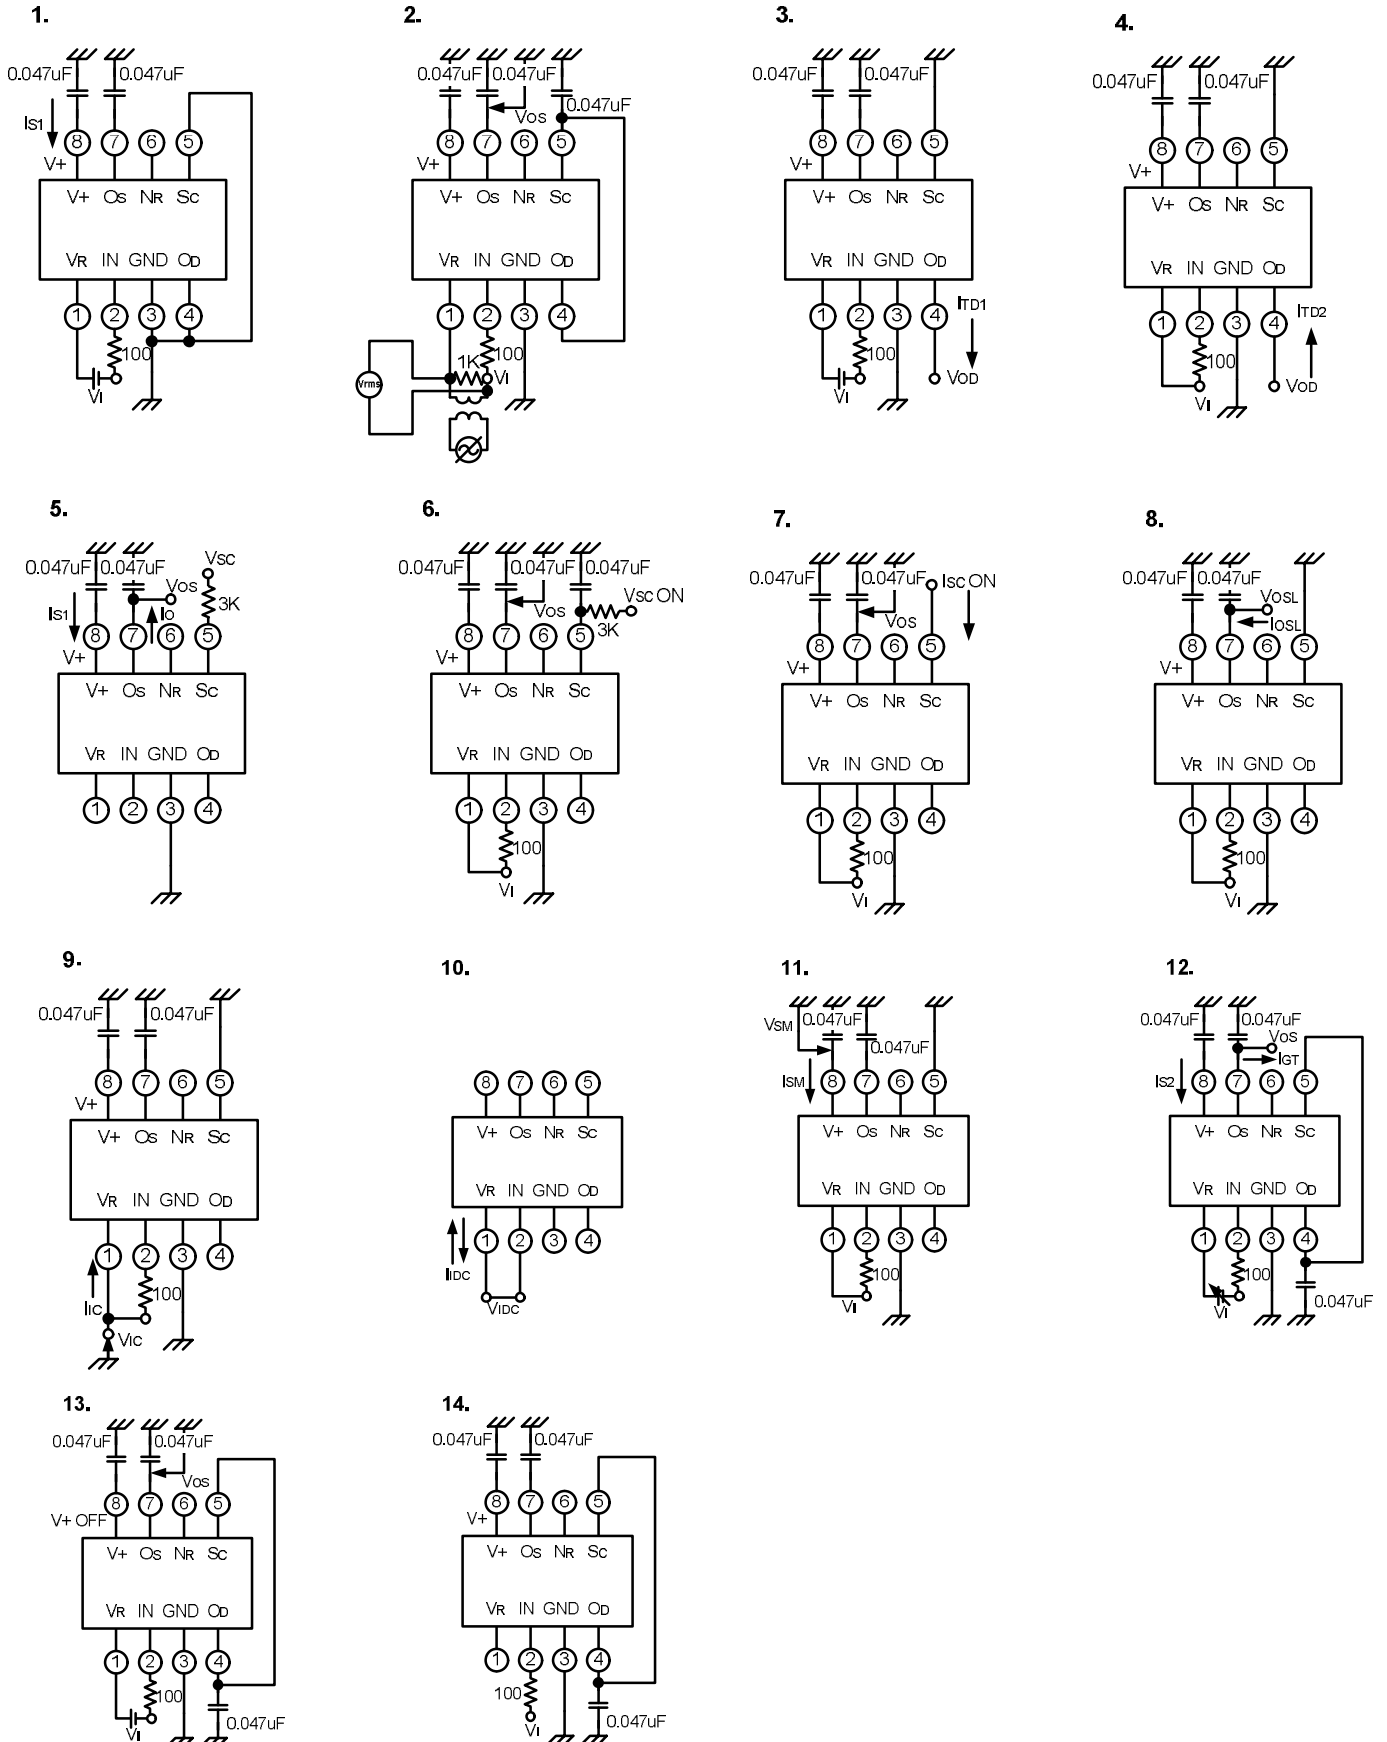 1.
0.047uF 0.047uF
IS1
8 7 6 5
V+
V+ OS NR SC
VR IN GND OD
1 2 3 4
100
VI
2.
0.047uF 0.047uF
0.047uF
VOS
8 7 6 5
V+
V+ OS NR SC
VR IN GND OD
1 2 3 4
100
1K
Vrms
VI
3.
0.047uF 0.047uF
8 7 6 5
V+
V+ OS NR SC
VR IN GND OD
ITD1
1 2 3 4
100
VI
VOD
4.
0.047uF 0.047uF
8 7 6 5
V+
V+ OS NR SC
VR IN GND OD
ITD2
1 2 3 4
100
VI
VOD
5.
VSC
0.047uF 0.047uF
VOS
3K
IS1
IO
8 7 6 5
V+
V+ OS NR SC
VR IN GND OD
1 2 3 4
6.
0.047uF 0.047uF 0.047uF
VOS
VSC ON
3K
8 7 6 5
V+
V+ OS NR SC
VR IN GND OD
1 2 3 4
100
VI
7.
0.047uF 0.047uF
ISC ON
VOS
8 7 6 5
V+
V+ OS NR SC
VR IN GND OD
1 2 3 4
100
VI
8.
0.047uF 0.047uF
VOSL
IOSL
8 7 6 5
V+
V+ OS NR SC
VR IN GND OD
1 2 3 4
100
VI
9.
0.047uF 0.047uF
8 7 6 5
V+
V+ OS NR SC
VR IN GND OD
1 2 3 4
100
IIC
VIC
10.
8 7 6 5
V+ OS NR SC
VR IN GND OD
1 2 3 4
IIDC
VIDC
11.
VSM
0.047uF
0.047uF
ISM
8 7 6 5
V+ OS NR SC
VR IN GND OD
1 2 3 4
100
VI
12.
0.047uF 0.047uF
VOS
IGT
IS2
8 7 6 5
V+ OS NR SC
VR IN GND OD
1 2 3 4
100
VI
0.047uF
13.
0.047uF 0.047uF
VOS
8 7 6 5
V+ OFF
V+ OS NR SC
VR IN GND OD
1 2 3 4
100
VI
0.047uF
14.
0.047uF 0.047uF
8 7 6 5
V+
V+ OS NR SC
VR IN GND OD
1 2 3 4
100
VI
0.047uF